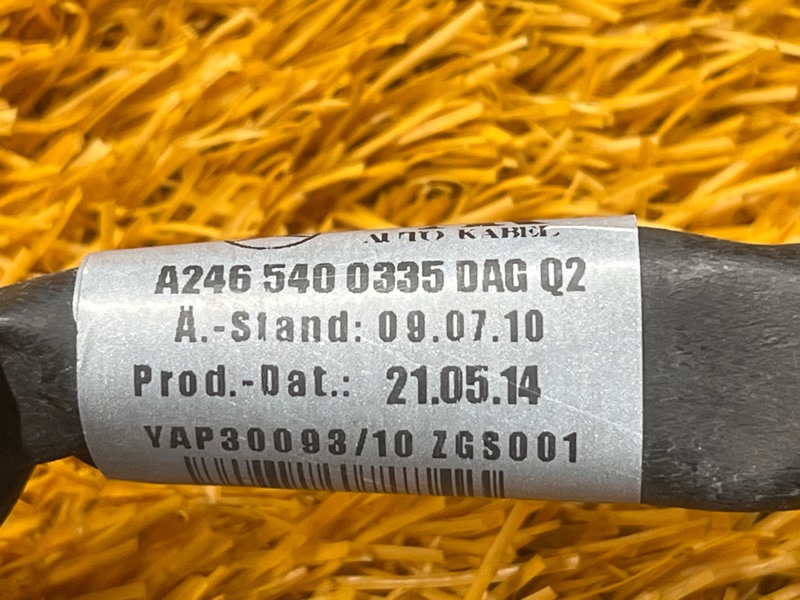 AUTO KABEL
A246 540 0335 DAG Q2
Ä.-Stand: 09.07.10
Prod.-Dat.: 21.05.14
YAP30093/10 ZGS001